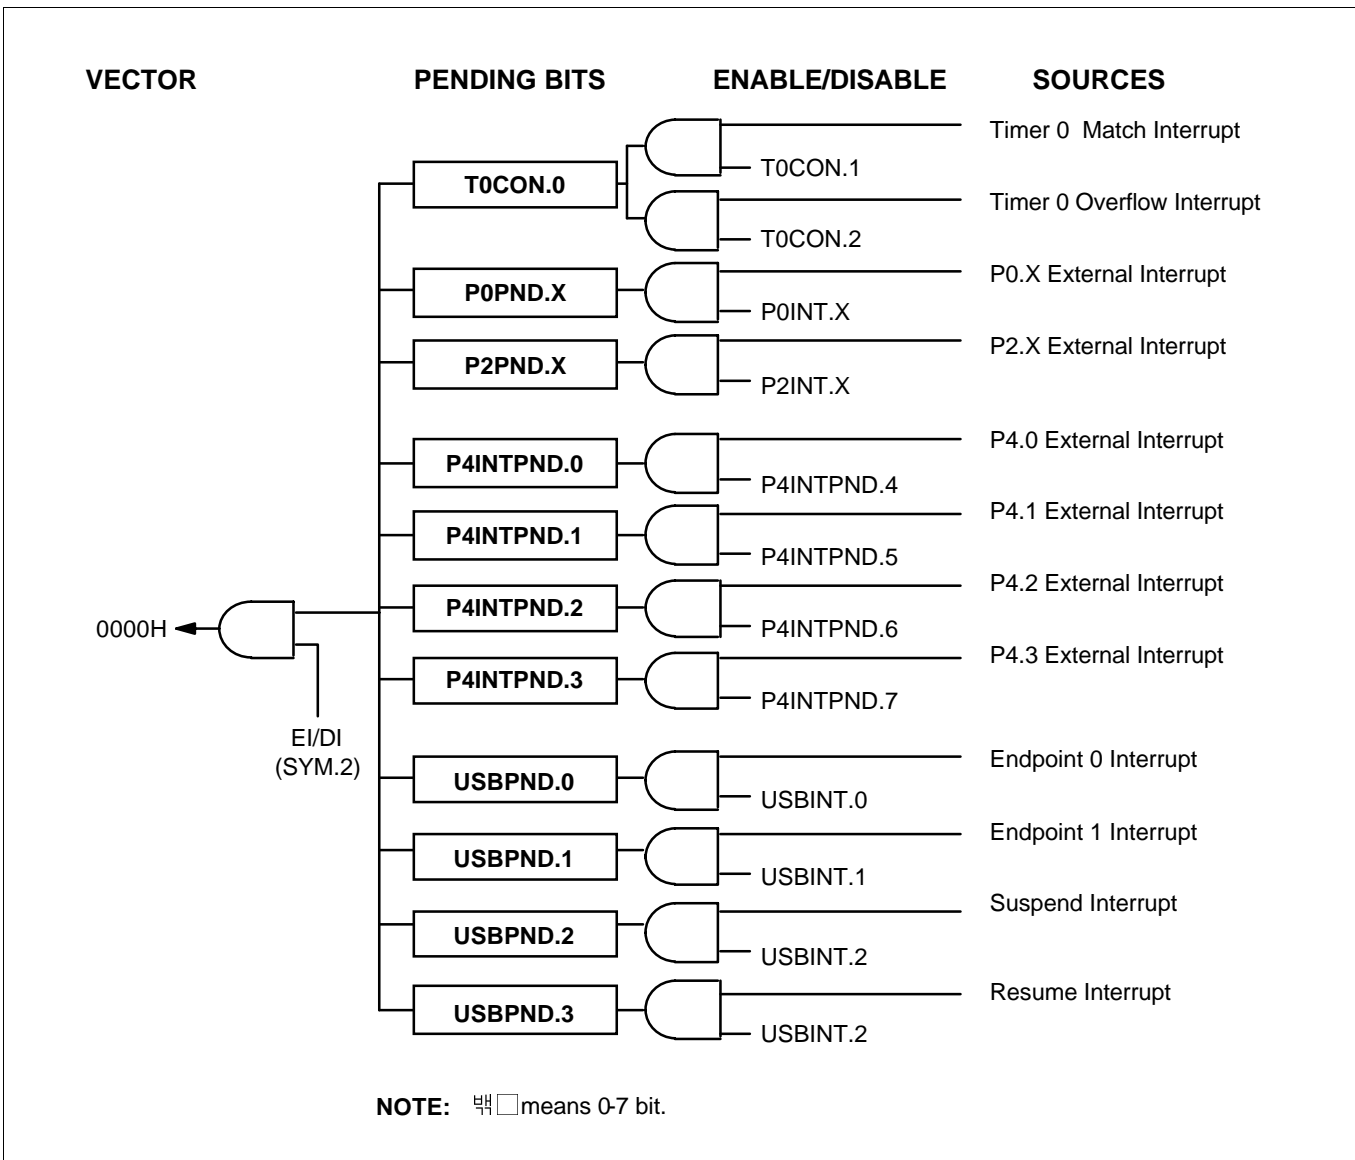 VECTOR PENDING BITS ENABLE/DISABLE SOURCES
Timer 0 Match Interrupt
T0CON.0 T0CON.1
Timer 0 Overflow Interrupt
T0CON.2
P0.X External Interrupt
P0PND.X P0INT.X
P2.X External Interrupt
P2PND.X P2INT.X
P4.0 External Interrupt
P4INTPND.0 P4INTPND.4
P4.1 External Interrupt
P4INTPND.1 P4INTPND.5
P4.2 External Interrupt
P4INTPND.2 P4INTPND.6
0000H
P4.3 External Interrupt
P4INTPND.3 P4INTPND.7
EI/DI
(SYM.2)
Endpoint 0 Interrupt
USBPND.0 USBINT.0
Endpoint 1 Interrupt
USBPND.1 USBINT.1
Suspend Interrupt
USBPND.2 USBINT.2
Resume Interrupt
USBPND.3 USBINT.2
NOTE: means 0-7 bit.